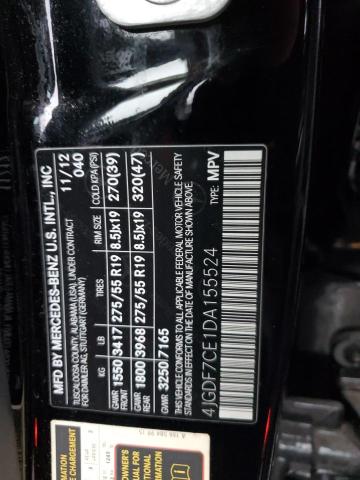 MFD BY MERCEDES-BENZ U.S. INTL., INC
TUSCALOOSA COUNTY, ALABAMA (USA) UNDER CONTRACT
FOR DAIMLER AG, STUTTGART (GERMANY)
11/12
040
KG LB TIRES RIM SIZE COLD KPA(PSI)
GAWR FRONT 1550 3417 275/55 R19 8.5Jx19 270(39)
GAWR REAR 1800 3968 275/55 R19 8.5Jx19 320(47)
GVWR 3250 7165
THIS VEHICLE CONFORMS TO ALL APPLICABLE FEDERAL MOTOR VEHICLE SAFETY
STANDARDS IN EFFECT ON THE DATE OF MANUFACTURE SHOWN ABOVE.
4JGDF7CE1DA155524 TYPE: MPV